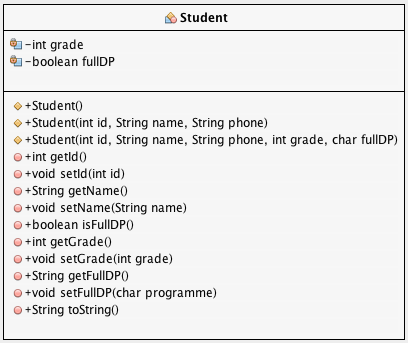 Student
-int grade
-boolean fullDP
+Student()
+Student(int id, String name, String phone)
+Student(int id, String name, String phone, int grade, char fullDP)
+int getId()
+void setId(int id)
+String getName()
+void setName(String name)
+boolean isFullDP()
+int getGrade()
+void setGrade(int grade)
+String getFullDP()
+void setFullDP(char programme)
+String toString()